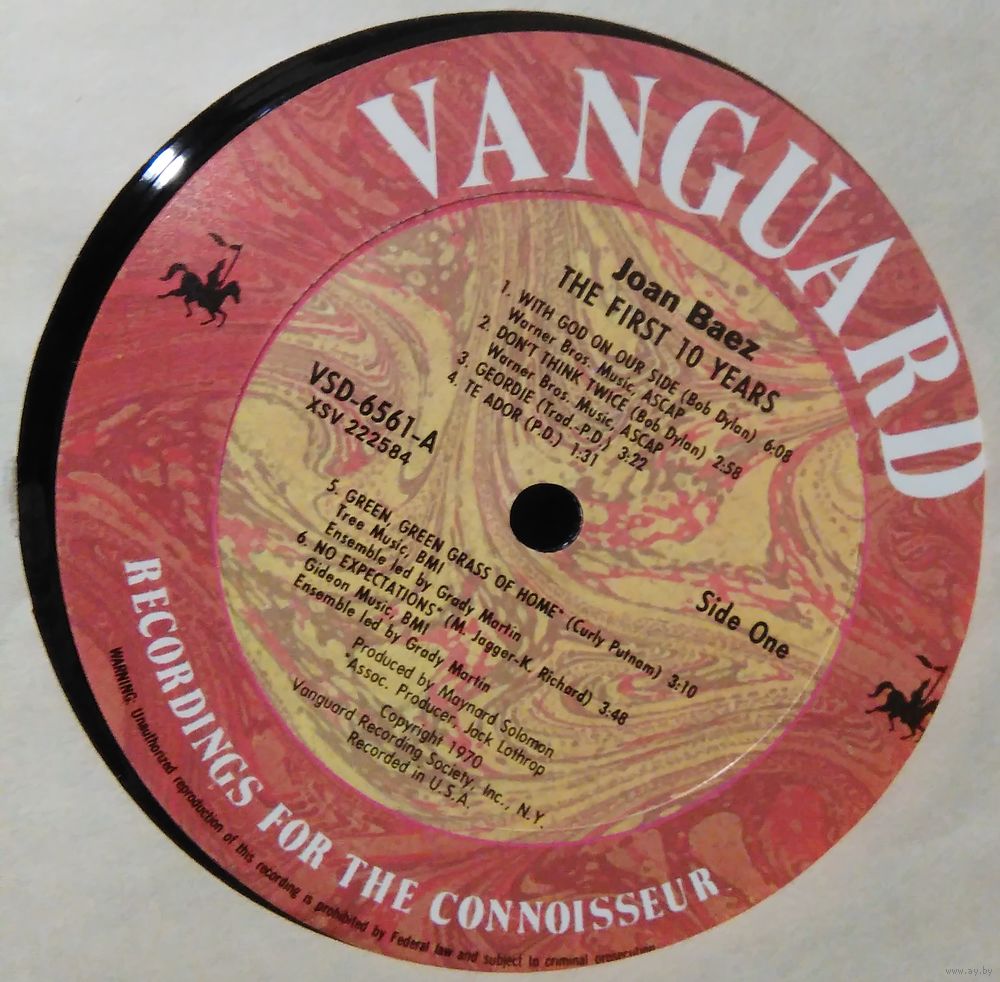 VANGUARD
Joan Baez
THE FIRST 10 YEARS
1. WITH GOD ON OUR SIDE (Bob Dylan) 6:08
Warner Bros. Music, ASCAP
2. DON'T THINK TWICE (Bob Dylan) 2:58
Warner Bros. Music, ASCAP
3. GEORDIE (Trad.-P.D.) 3:22
4. TE ADOR (P.D.) 1:31
VSD-6561-A
XSV 222584
Side One
5. GREEN, GREEN GRASS OF HOME* (Curly Putnam) 3:10
Tree Music, BMI
Ensemble led by Grady Martin
6. NO EXPECTATIONS* (M. Jagger-K. Richard) 3:48
Gideon Music, BMI
Ensemble led by Grady Martin
Produced by Maynard Solomon
*Assoc. Producer, Jack Lothrop
Copyright 1970
Vanguard Recording Society, Inc., N.Y.
Recorded in U.S.A.
RECORDINGS FOR THE CONNOISSEUR
WARNING: Unauthorized reproduction of this recording is prohibited by Federal law and subject to criminal prosecution
www.ay.by